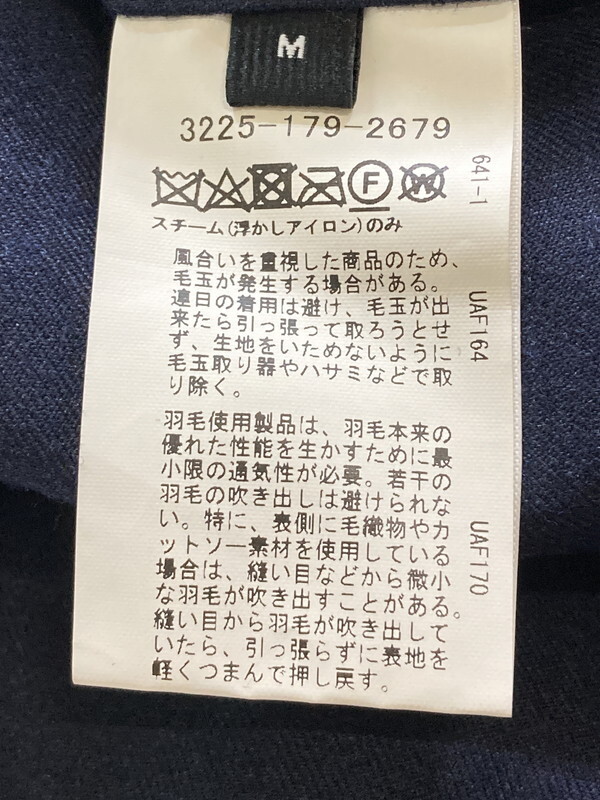 M
3225-179-2679
F W
スチーム(浮かしアイロン)のみ
風合いを重視した商品のため、
毛玉が発生する場合がある。
連日の着用は避け、毛玉が出
来たら引っ張って取ろうとせ
ず、生地をいためないように
毛玉取り器やハサミなどで取
り除く。
羽毛使用製品は、羽毛本来の
優れた性能を生かすために最
小限の通気性が必要。若干の
羽毛の吹き出しは避けられな
い。特に、表側に毛織物やカ
ットソー素材を使用している
場合は、縫い目などから微小
な羽毛が吹き出すことがある。
縫い目から羽毛が吹き出して
いたら、引っ張らずに表地を
軽くつまんで押し戻す。
641-1
UAF164
UAF170